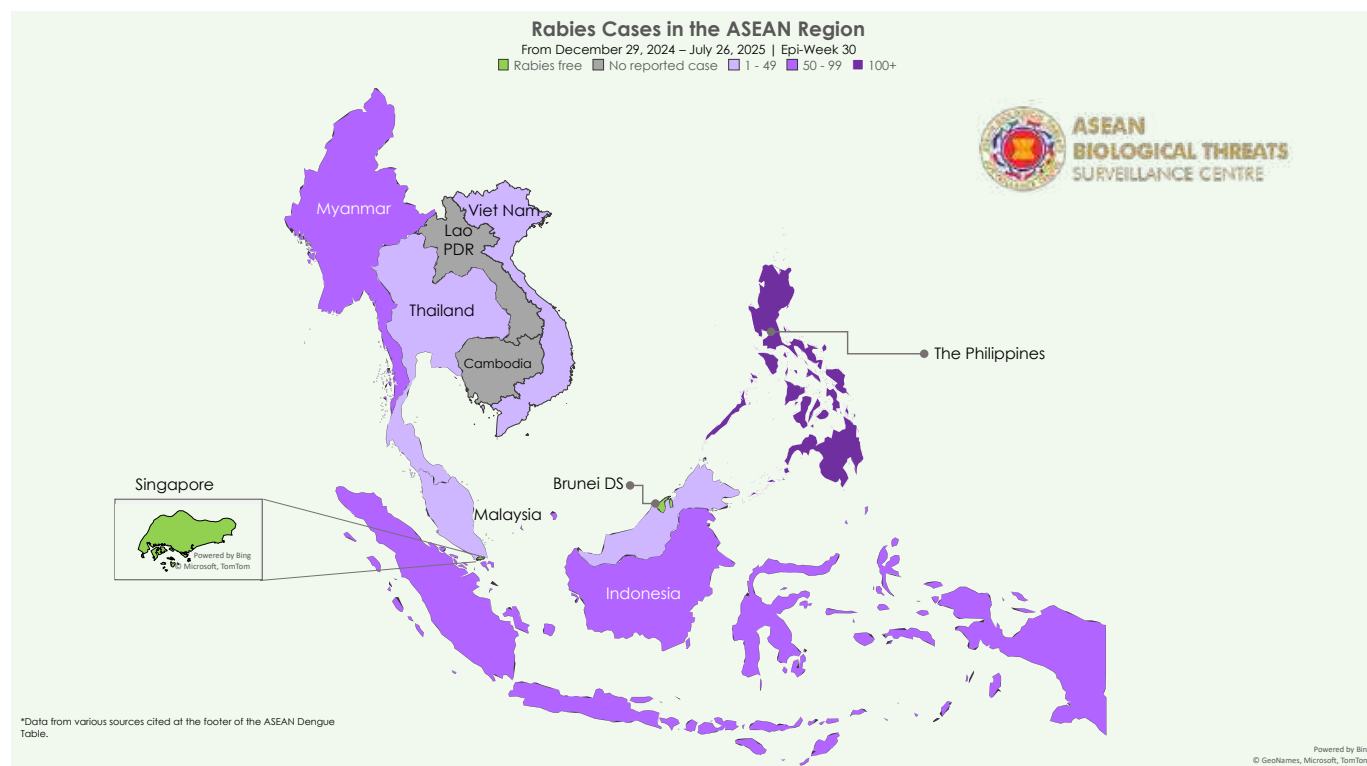 Rabies Cases in the ASEAN Region
From December 29, 2024 – July 26, 2025 | Epi-Week 30
Rabies free No reported case 1 - 49 50 - 99 100+
ASEAN
BIOLOGICAL THREATS
SURVEILLANCE CENTRE
Myanmar
Viet Nam
Lao
PDR
Thailand
Cambodia
The Philippines
Singapore
Powered by Bing
© Microsoft, TomTom
Brunei DS
Malaysia
Indonesia
*Data from various sources cited at the footer of the ASEAN Dengue
Table.
Powered by Bin
© GeoNames, Microsoft, TomTon